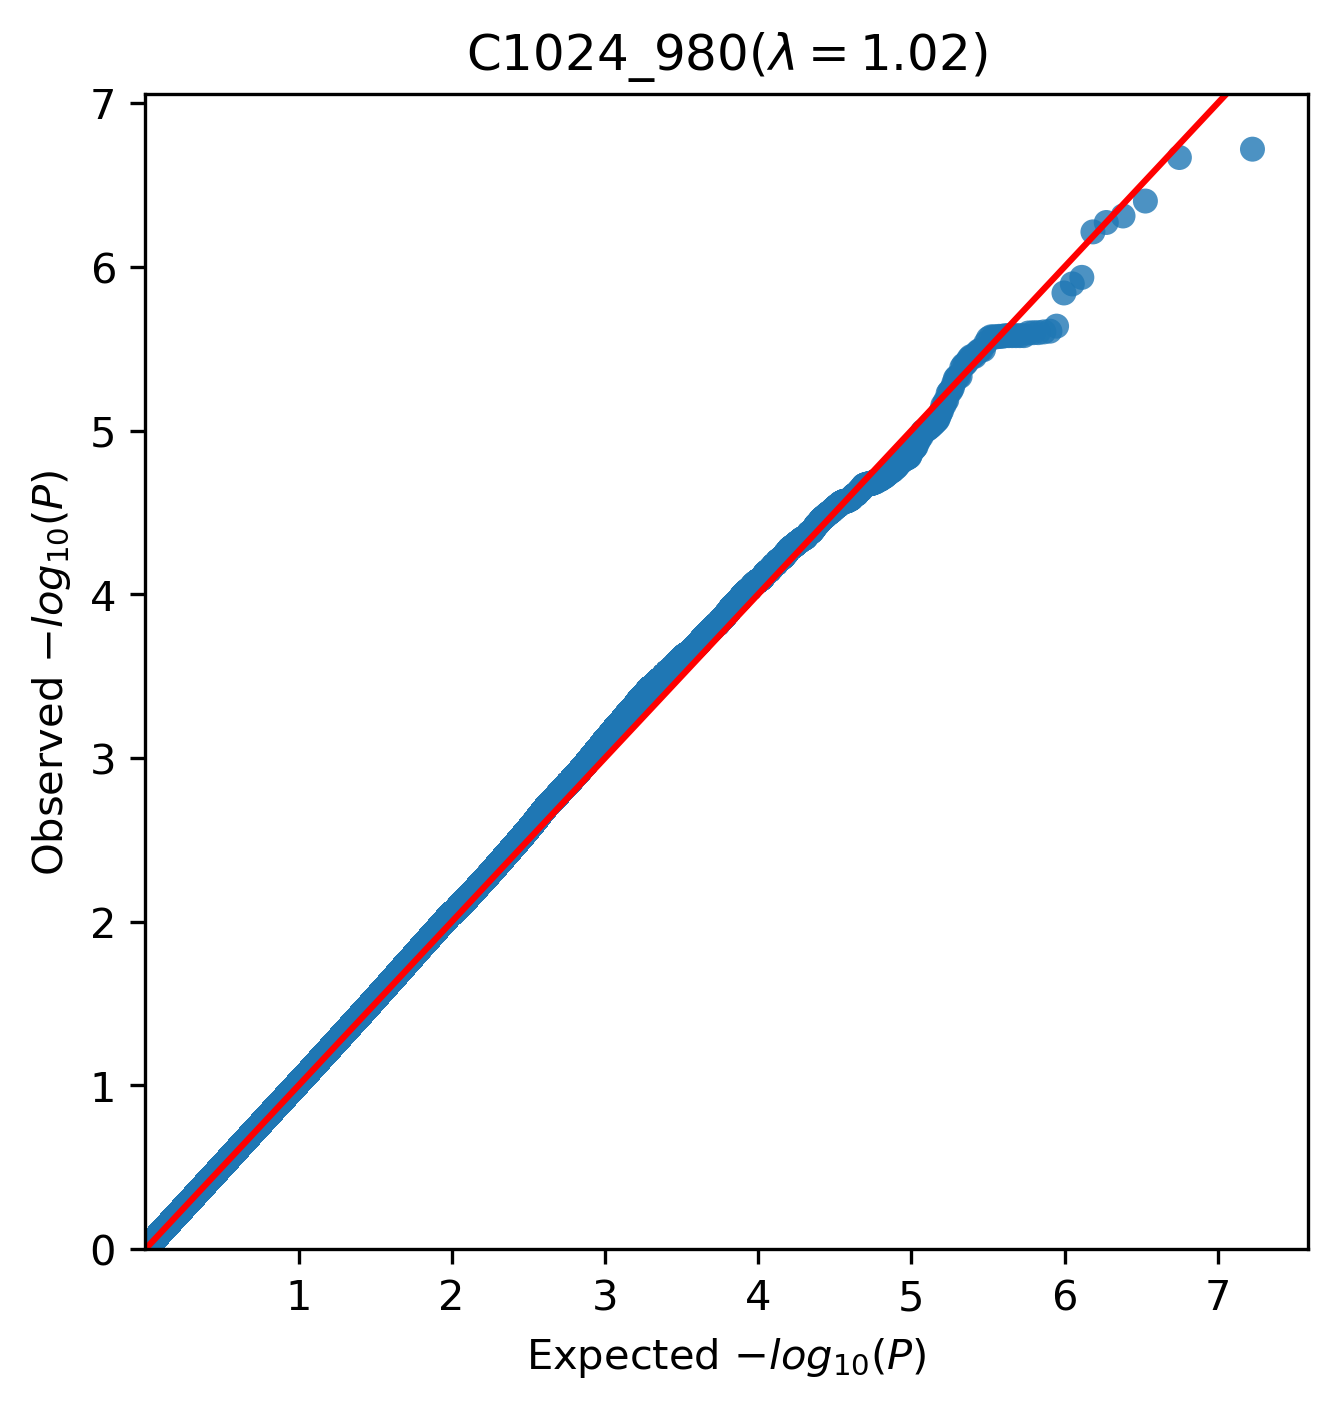 C1024_980(λ = 1.02)
7
6
5
4
3
2
1
0
Observed −log₁₀(P)
1 2 3 4 5 6 7
Expected −log₁₀(P)